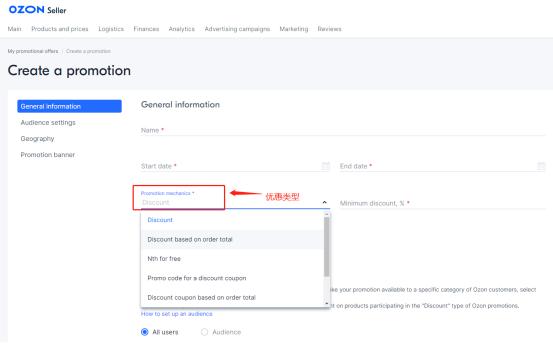 OZON Seller
Main Products and prices Logistics Finances Analytics Advertising campaigns Marketing Reviews
My promotional offers Create a promotion
Create a promotion
General information
Audience settings
Geography
Promotion banner
General information
Name *
Start date *
End date *
Promotion mechanics *
Discount
优惠类型
Minimum discount, % *
Discount
Discount based on order total
Nth for free
Promo code for a discount coupon
Discount coupon based on order total
ke your promotion available to a specific category of Ozon customers, select
nt on products participating in the "Discount" type of Ozon promotions.
How to set up an audience
All users
Audience